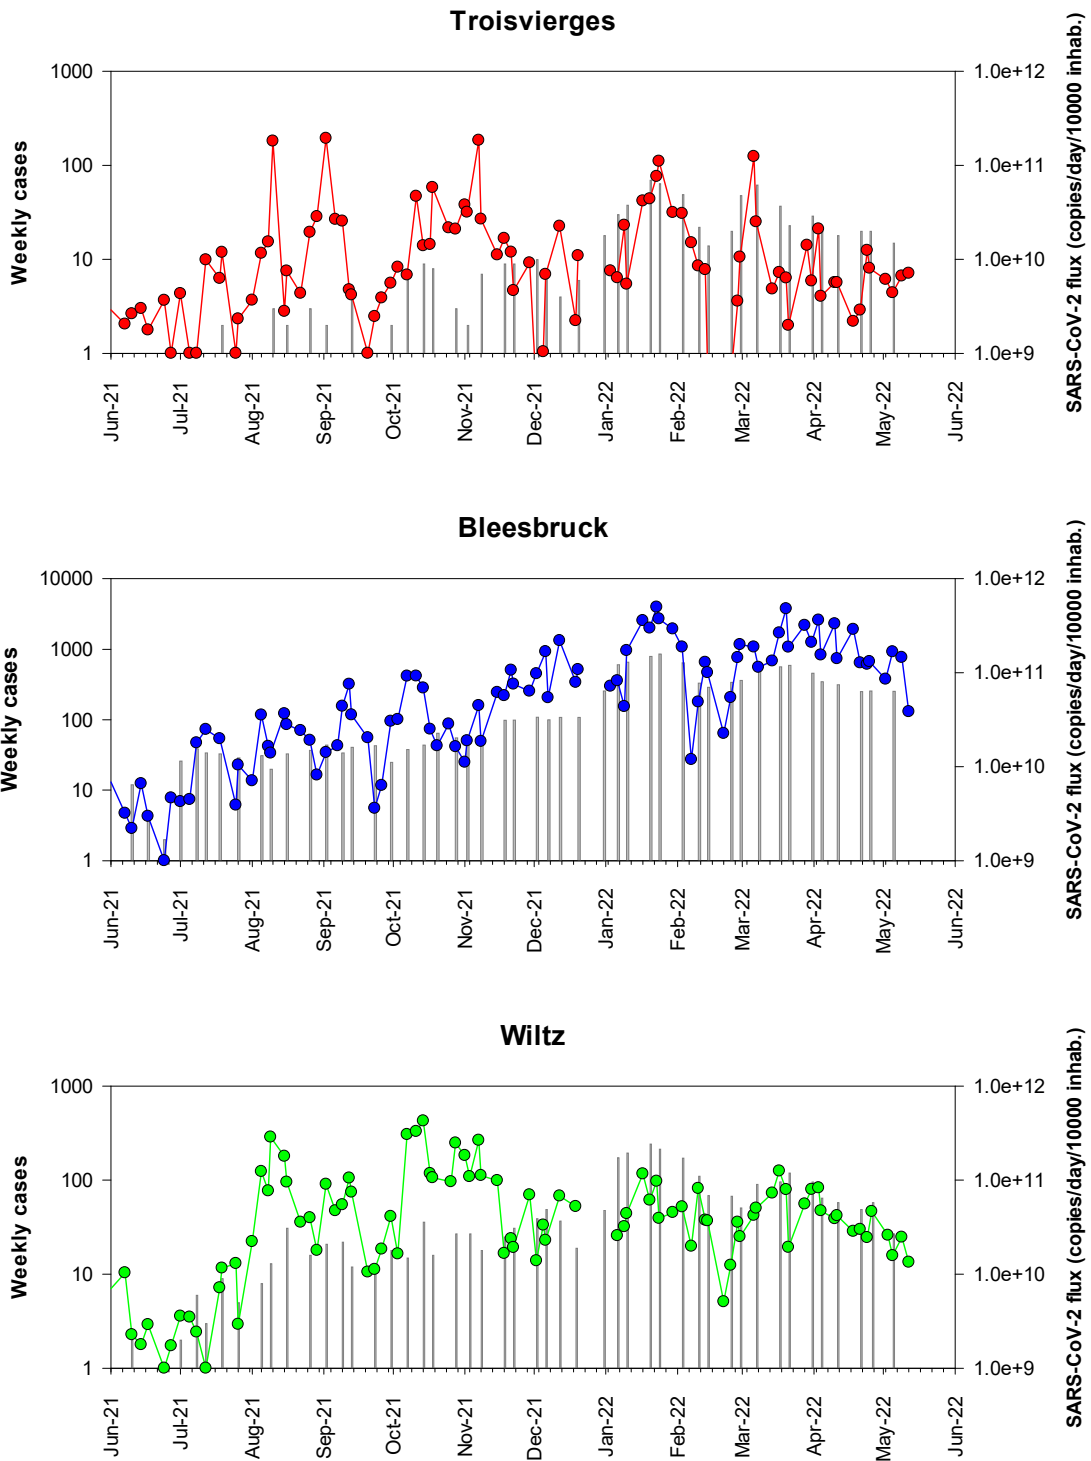 Troisvierges
Weekly cases
1000
100
10
1
1.0e+12
1.0e+11
1.0e+10
1.0e+9
SARS-CoV-2 flux (copies/day/10000 inhab.)
Jun-21
Jul-21
Aug-21
Sep-21
Oct-21
Nov-21
Dec-21
Jan-22
Feb-22
Mar-22
Apr-22
May-22
Jun-22
Bleesbruck
Weekly cases
10000
1000
100
10
1
1.0e+12
1.0e+11
1.0e+10
1.0e+9
SARS-CoV-2 flux (copies/day/10000 inhab.)
Jun-21
Jul-21
Aug-21
Sep-21
Oct-21
Nov-21
Dec-21
Jan-22
Feb-22
Mar-22
Apr-22
May-22
Jun-22
Wiltz
Weekly cases
1000
100
10
1
1.0e+12
1.0e+11
1.0e+10
1.0e+9
SARS-CoV-2 flux (copies/day/10000 inhab.)
Jun-21
Jul-21
Aug-21
Sep-21
Oct-21
Nov-21
Dec-21
Jan-22
Feb-22
Mar-22
Apr-22
May-22
Jun-22